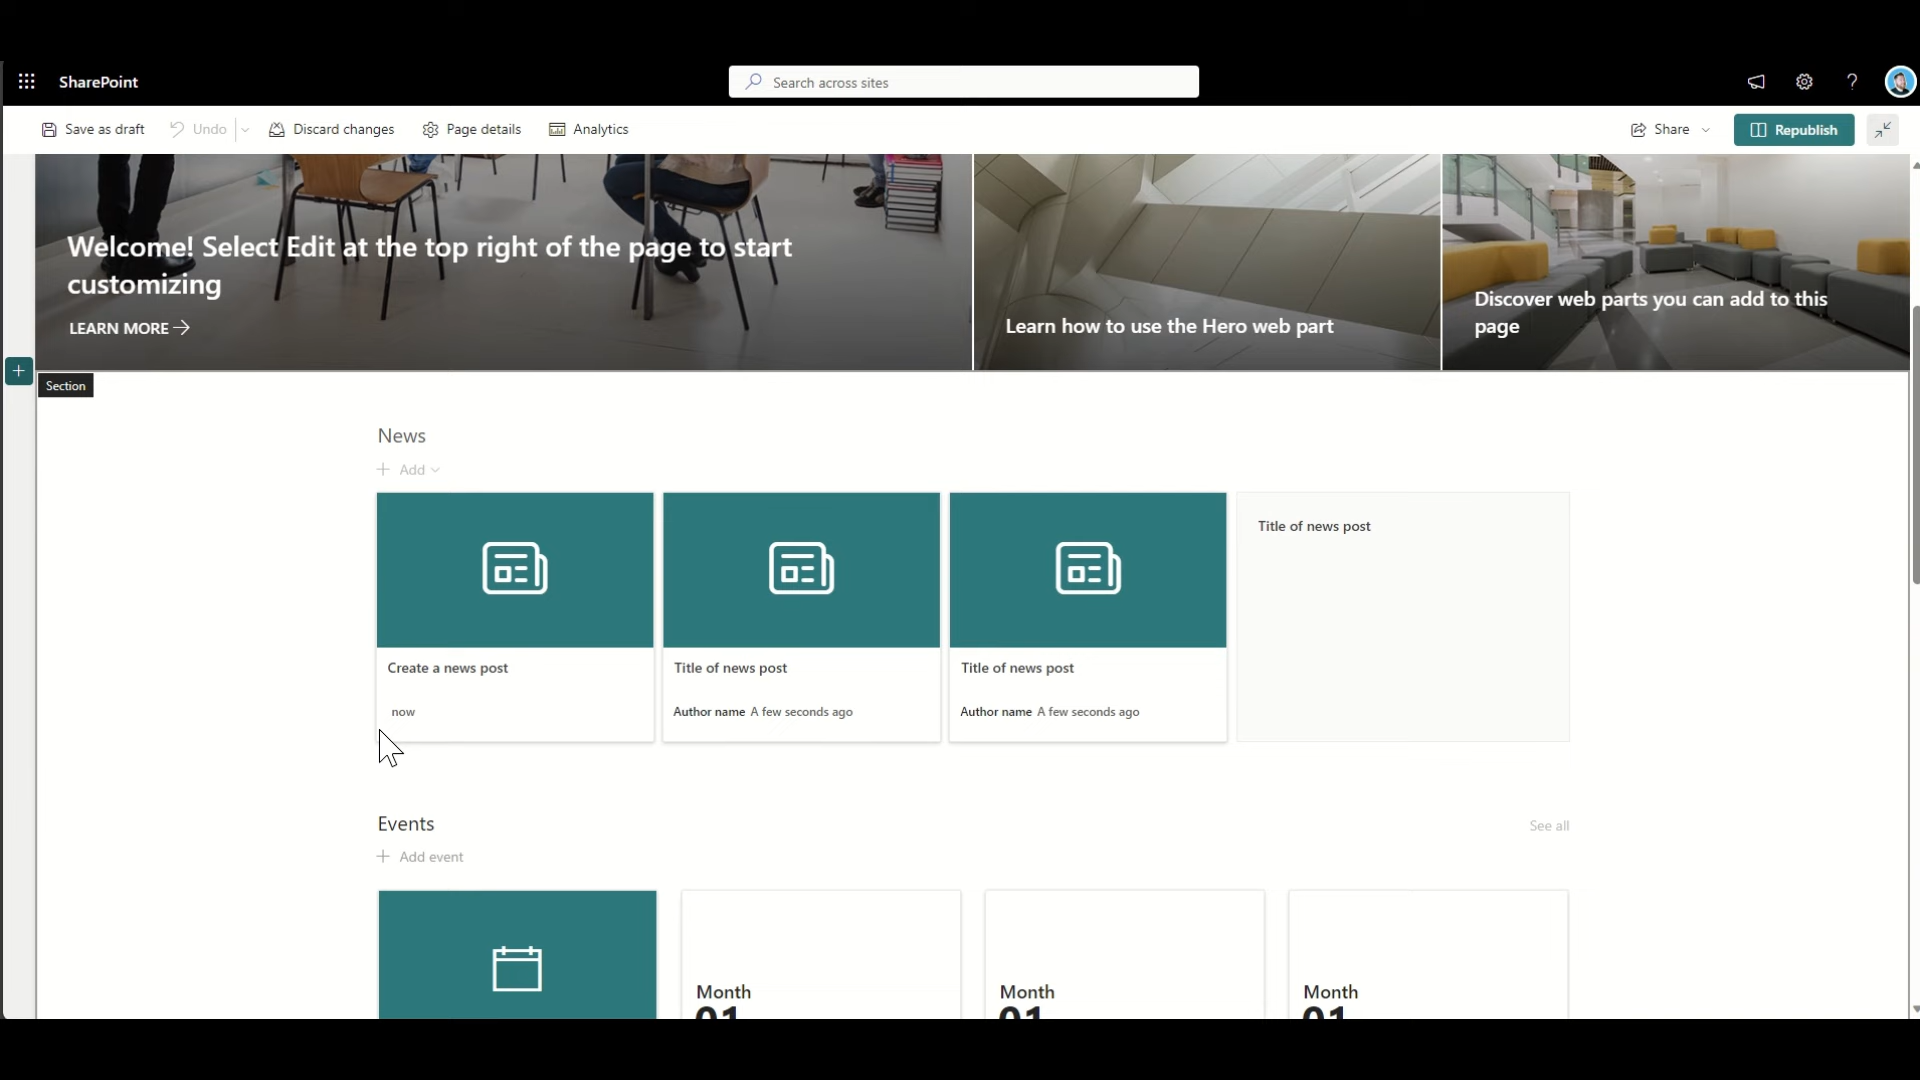 SharePoint
Search across sites
Save as draft
Undo
Discard changes
Page details
Analytics
Share
Republish
Welcome! Select Edit at the top right of the page to start
customizing
LEARN MORE
Learn how to use the Hero web part
Discover web parts you can add to this
page
Section
News
Add
Title of news post
Create a news post
Title of news post
Title of news post
now
Author name A few seconds ago
Author name A few seconds ago
Events
See all
Add event
Month
Month
Month
01
01
01